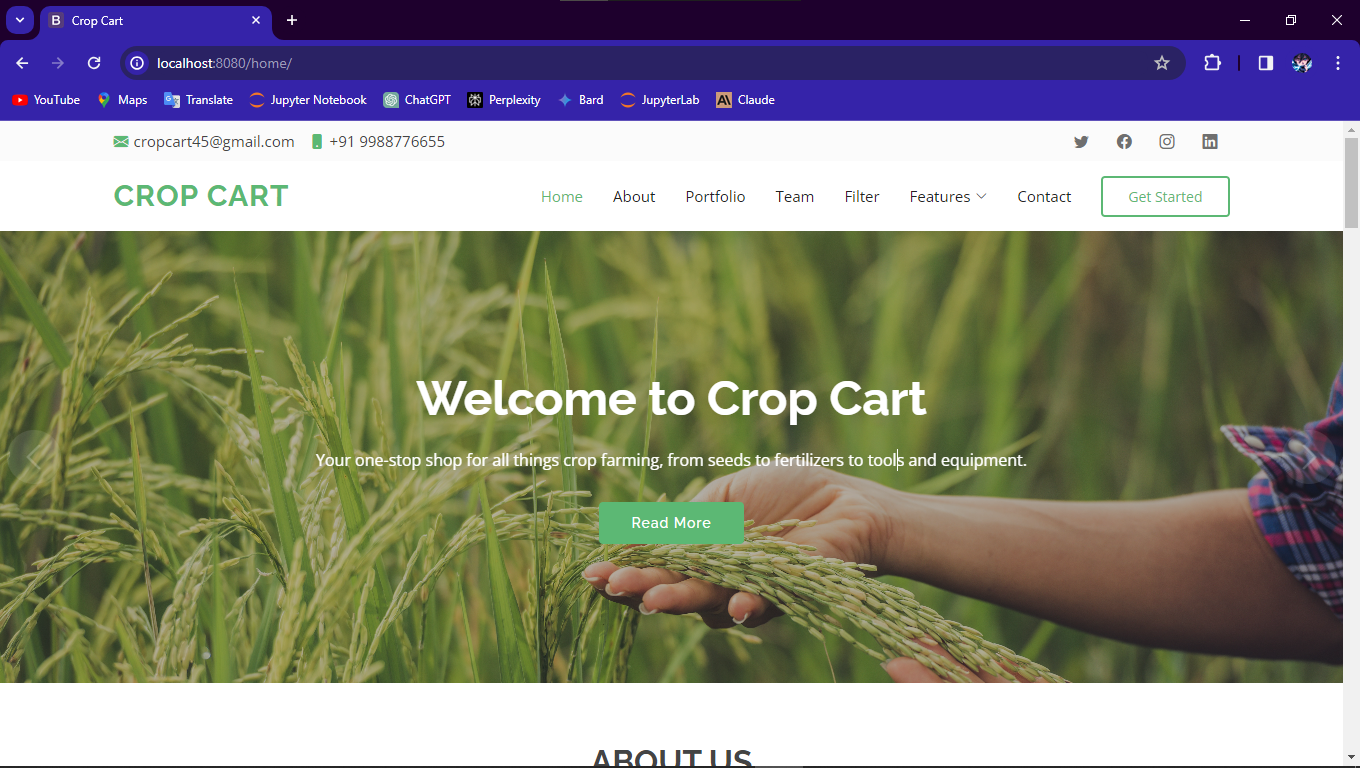 B Crop Cart
localhost:8080/home/
YouTube Maps Translate Jupyter Notebook ChatGPT Perplexity Bard JupyterLab Claude
cropcart45@gmail.com +91 9988776655
CROP CART Home About Portfolio Team Filter Features Contact Get Started
Welcome to Crop Cart
Your one-stop shop for all things crop farming, from seeds to fertilizers to tools and equipment.
Read More
ABOUT US